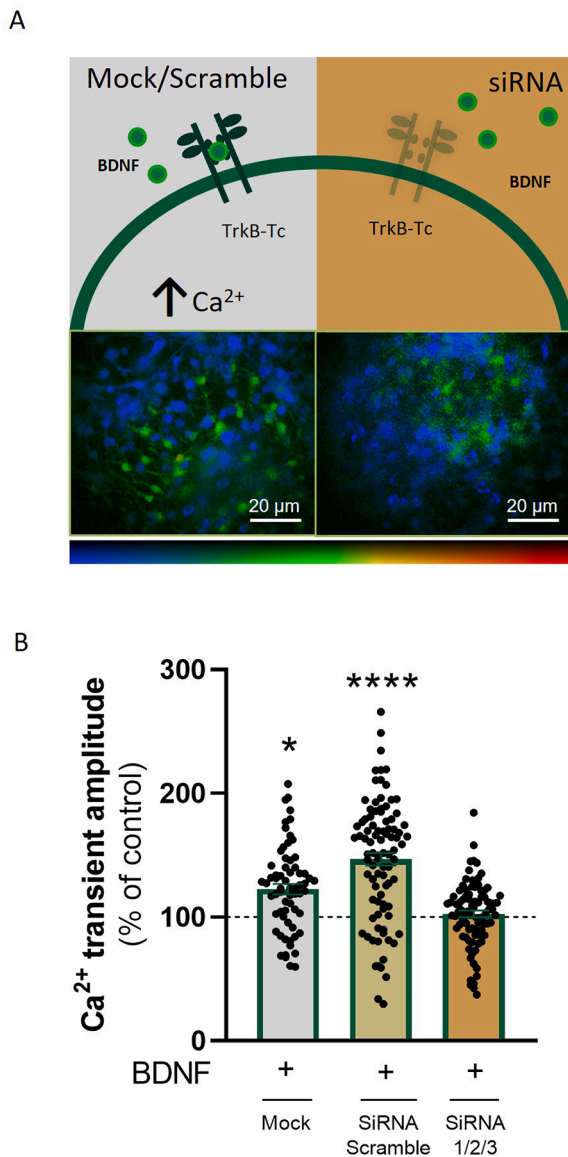 A
Mock/Scramble
siRNA
BDNF
BDNF
TrkB-Tc
TrkB-Tc
↑ Ca²⁺
20 µm
20 µm
B
Ca²⁺ transient amplitude
(% of control)
300
200
100
0
*
****
BDNF + + +
Mock
SiRNA
Scramble
SiRNA
1/2/3